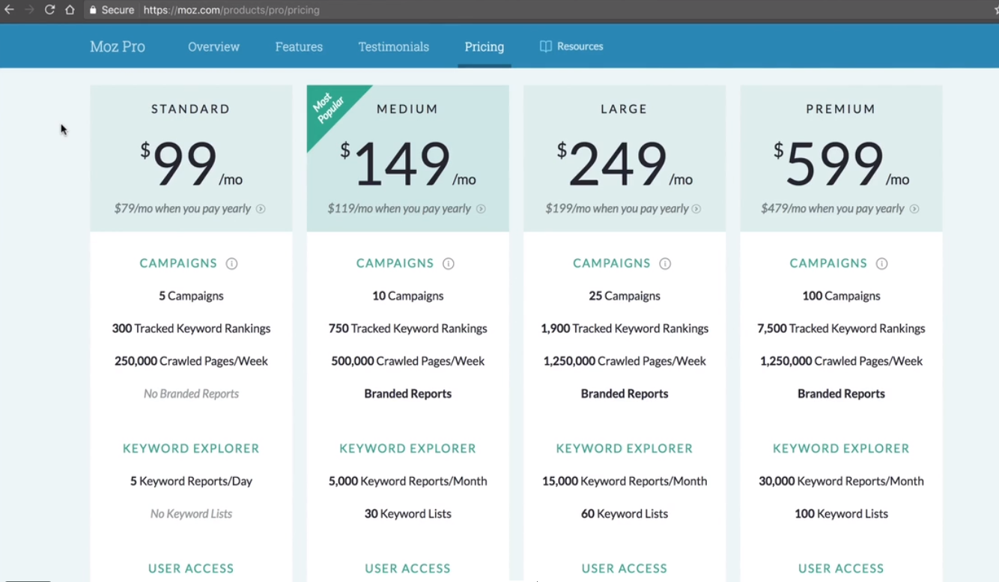 Secure https://moz.com/products/pro/pricing
Moz Pro Overview Features Testimonials Pricing Resources
Most
Popular
STANDARD
$99/mo
$79/mo when you pay yearly
CAMPAIGNS
5 Campaigns
300 Tracked Keyword Rankings
250,000 Crawled Pages/Week
No Branded Reports
KEYWORD EXPLORER
5 Keyword Reports/Day
No Keyword Lists
USER ACCESS
MEDIUM
$149/mo
$119/mo when you pay yearly
CAMPAIGNS
10 Campaigns
750 Tracked Keyword Rankings
500,000 Crawled Pages/Week
Branded Reports
KEYWORD EXPLORER
5,000 Keyword Reports/Month
30 Keyword Lists
USER ACCESS
LARGE
$249/mo
$199/mo when you pay yearly
CAMPAIGNS
25 Campaigns
1,900 Tracked Keyword Rankings
1,250,000 Crawled Pages/Week
Branded Reports
KEYWORD EXPLORER
15,000 Keyword Reports/Month
60 Keyword Lists
USER ACCESS
PREMIUM
$599/mo
$479/mo when you pay yearly
CAMPAIGNS
100 Campaigns
7,500 Tracked Keyword Rankings
1,250,000 Crawled Pages/Week
Branded Reports
KEYWORD EXPLORER
30,000 Keyword Reports/Month
100 Keyword Lists
USER ACCESS